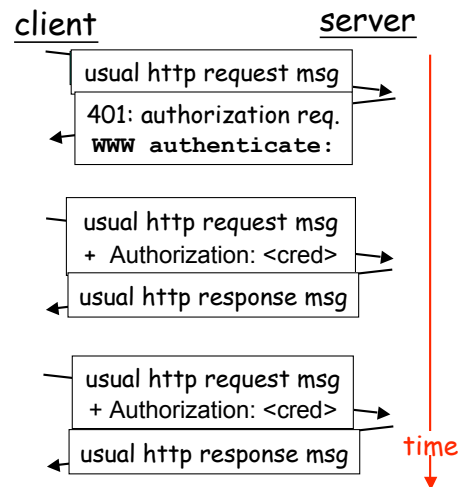 client
server
usual http request msg
401: authorization req.
WWW authenticate:
usual http request msg
+ Authorization: <cred>
usual http response msg
usual http request msg
+ Authorization: <cred>
usual http response msg
time